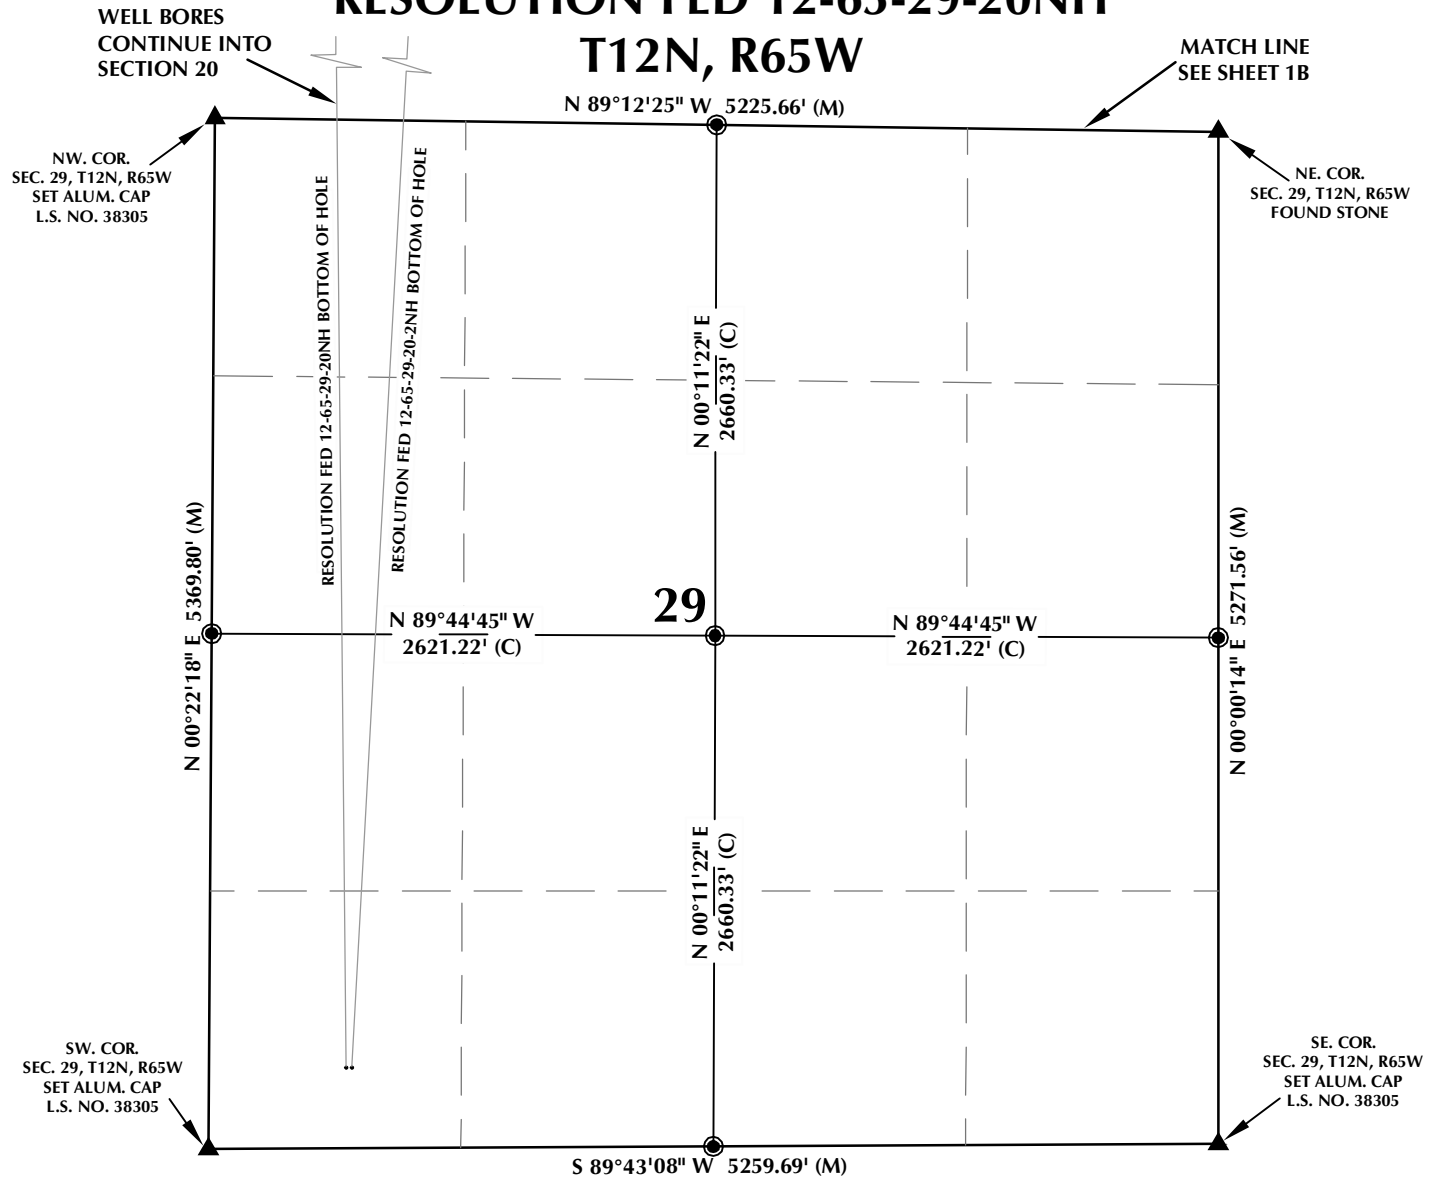 RESOLUTION FED 12-65-29-20NH
T12N, R65W
WELL BORES
CONTINUE INTO
SECTION 20
MATCH LINE
SEE SHEET 1B
N 89°12'25" W 5225.66' (M)
NW. COR.
SEC. 29, T12N, R65W
SET ALUM. CAP
L.S. NO. 38305
NE. COR.
SEC. 29, T12N, R65W
FOUND STONE
RESOLUTION FED 12-65-29-20NH BOTTOM OF HOLE
RESOLUTION FED 12-65-29-20-2NH BOTTOM OF HOLE
N 00°11'22" E
2660.33' (C)
N 00°22'18" E 5369.80' (M)
N 89°44'45" W
2621.22' (C)
29
N 89°44'45" W
2621.22' (C)
N 00°00'14" E 5271.56' (M)
N 00°11'22" E
2660.33' (C)
SW. COR.
SEC. 29, T12N, R65W
SET ALUM. CAP
L.S. NO. 38305
SE. COR.
SEC. 29, T12N, R65W
SET ALUM. CAP
L.S. NO. 38305
S 89°43'08" W 5259.69' (M)